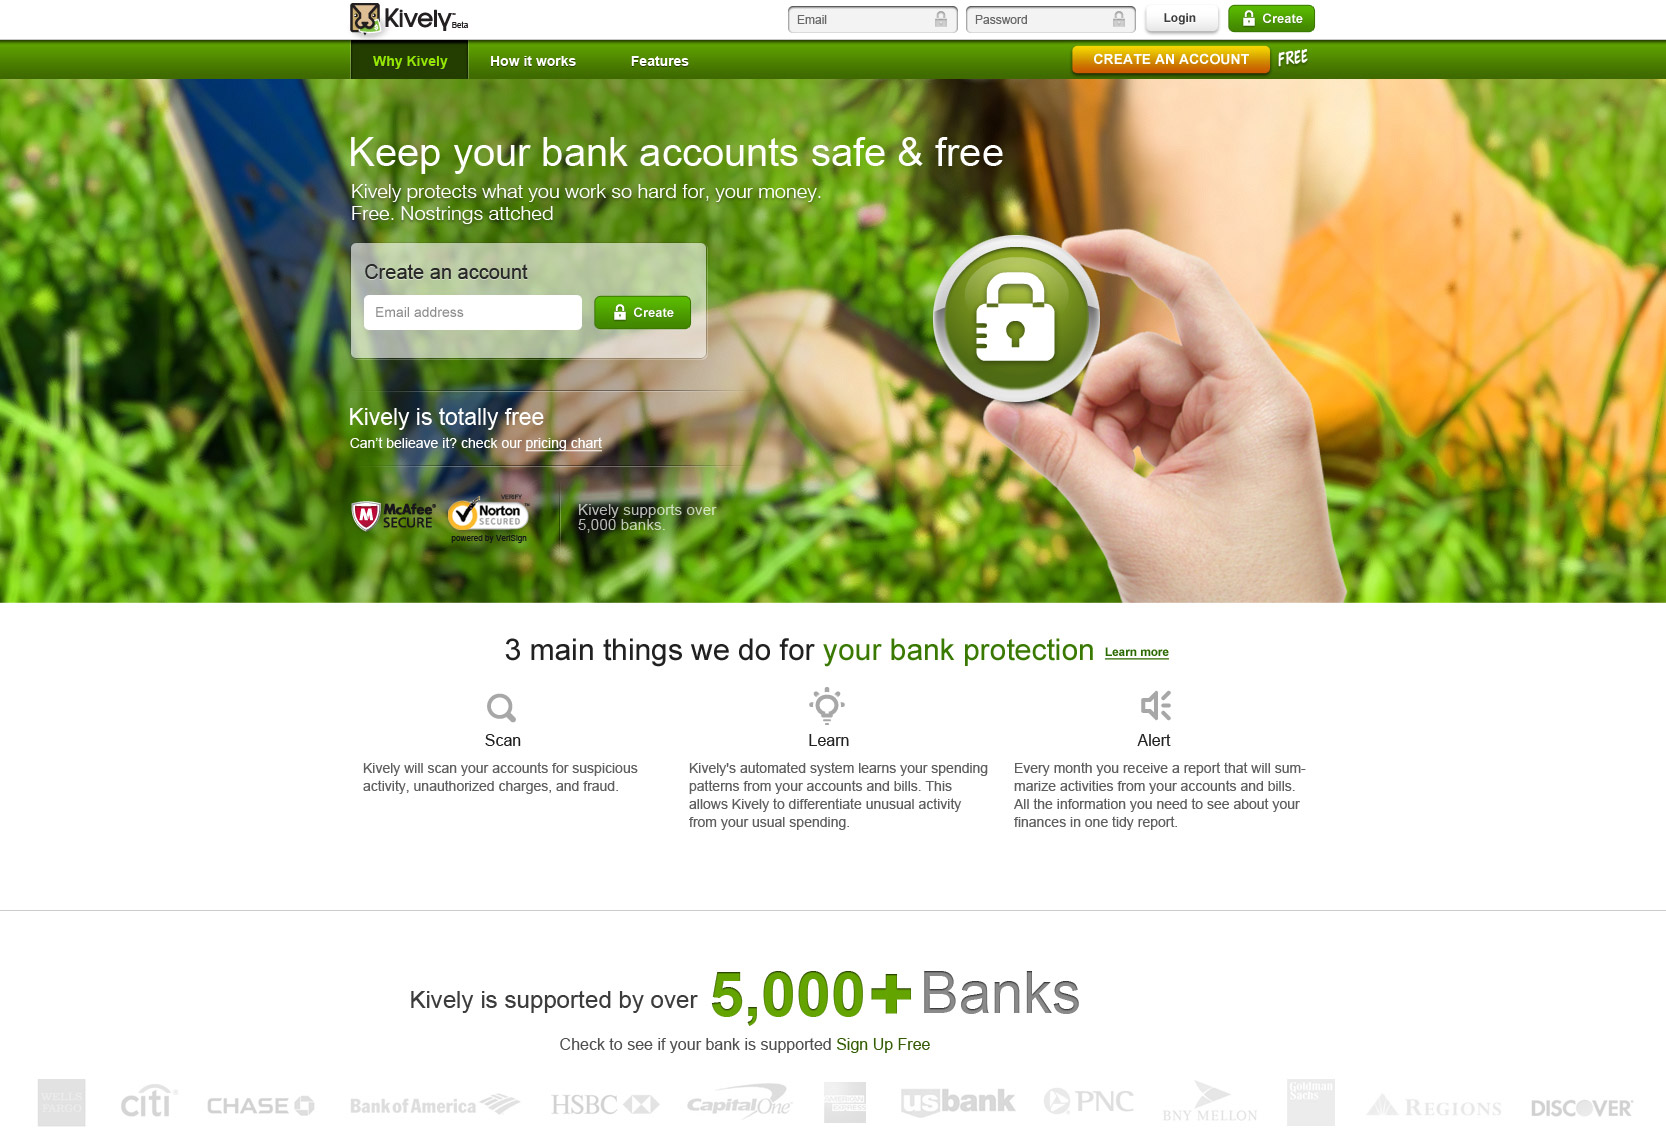 Kively™ Beta
Email
Password
Login
Create
Why Kively
How it works
Features
CREATE AN ACCOUNT
FREE
Keep your bank accounts safe & free
Kively protects what you work so hard for, your money.
Free. Nostrings attched
Create an account
Email address
Create
Kively is totally free
Can't belieave it? check our pricing chart
McAfee®
SECURE
VERIFY
Norton™
SECURED
powered by VeriSign
Kively supports over
5,000 banks.
3 main things we do for your bank protection Learn more
Scan
Kively will scan your accounts for suspicious
activity, unauthorized charges, and fraud.
Learn
Kively's automated system learns your spending
patterns from your accounts and bills. This
allows Kively to differentiate unusual activity
from your usual spending.
Alert
Every month you receive a report that will sum-
marize activities from your accounts and bills.
All the information you need to see about your
finances in one tidy report.
Kively is supported by over 5,000+ Banks
Check to see if your bank is supported Sign Up Free
WELLS
FARGO
citi®
CHASE
Bank of America
HSBC
Capital One®
AMERICAN
EXPRESS
usbank
PNC
BNY MELLON
Goldman
Sachs
REGIONS
DISCOVER®